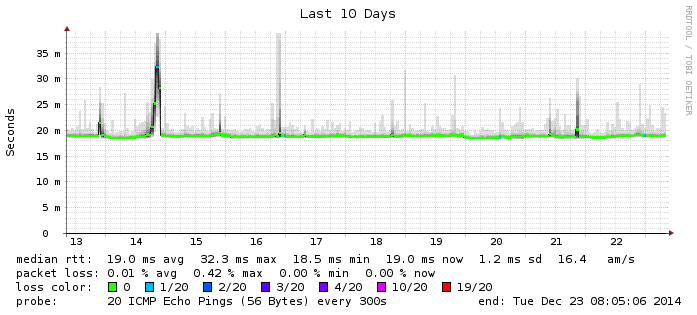 Last 10 Days
RRDTOOL / TOBI OETIKER
Seconds
35 m
30 m
25 m
20 m
15 m
10 m
5 m
0
13 14 15 16 17 18 19 20 21 22
median rtt: 19.0 ms avg 32.3 ms max 18.5 ms min 19.0 ms now 1.2 ms sd 16.4 am/s
packet loss: 0.01 % avg 0.42 % max 0.00 % min 0.00 % now
loss color: 0 1/20 2/20 3/20 4/20 10/20 19/20
probe: 20 ICMP Echo Pings (56 Bytes) every 300s end: Tue Dec 23 08:05:06 2014